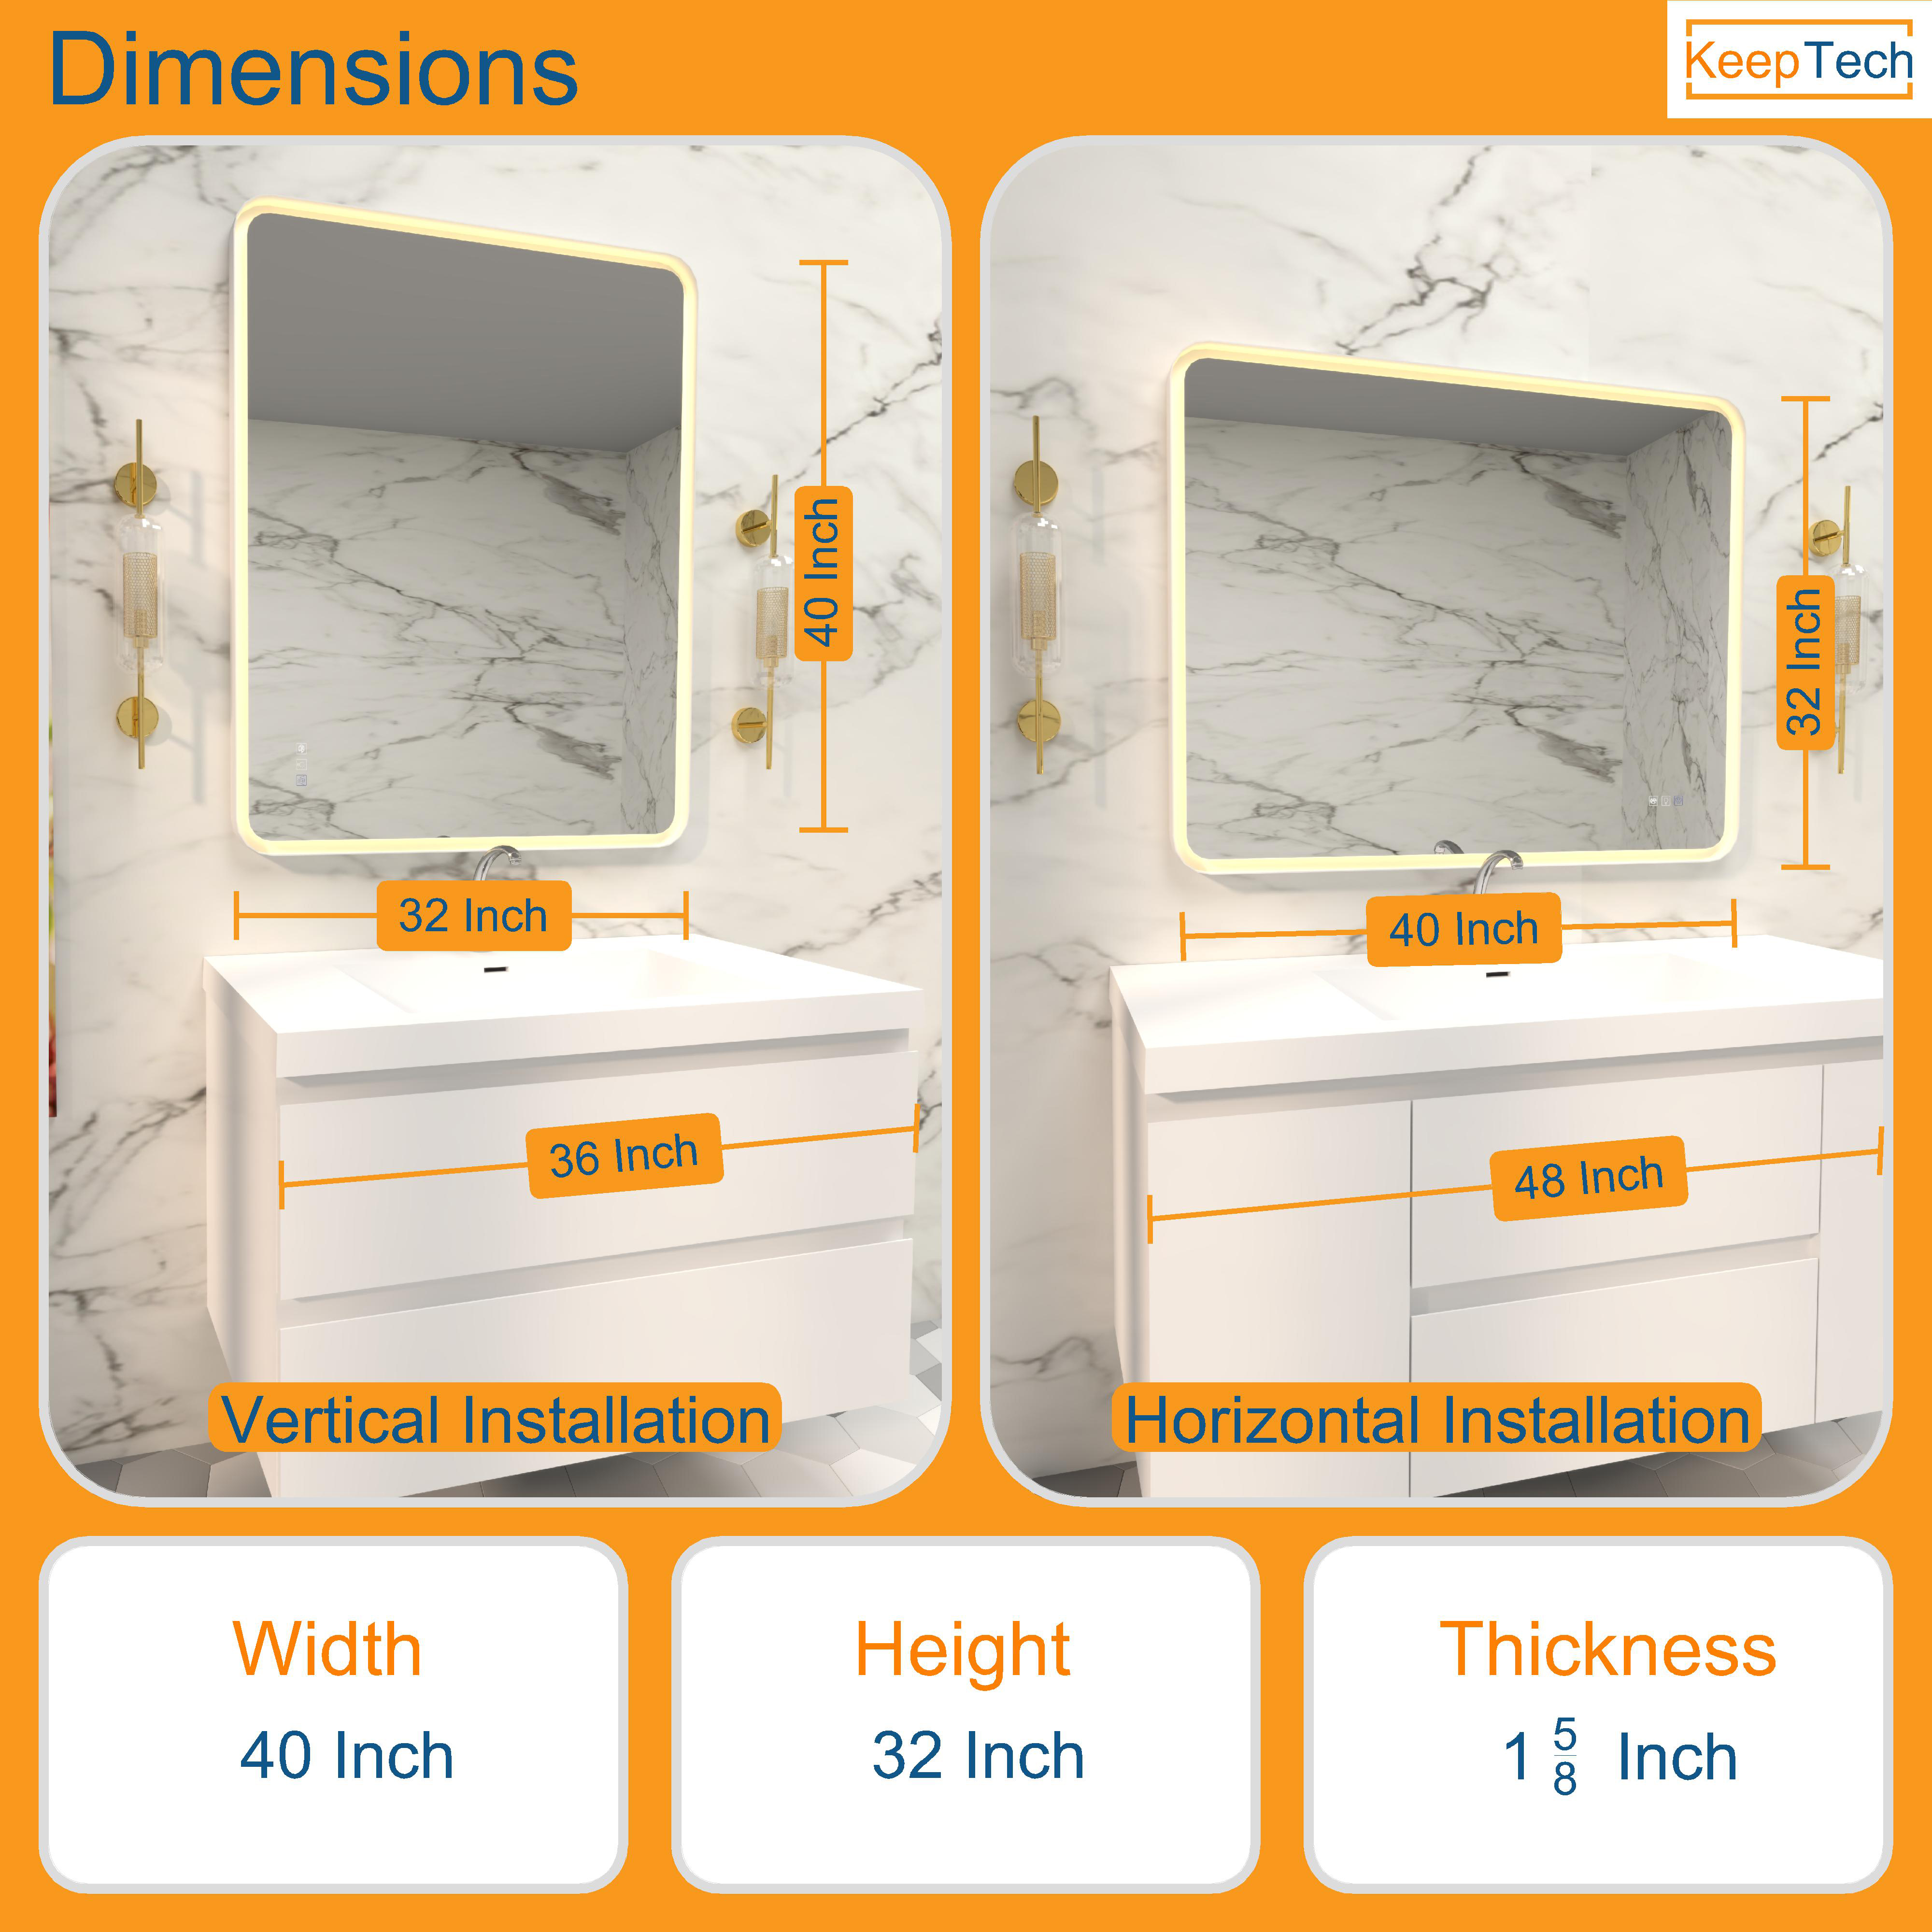 Dimensions
KeepTech
40 Inch
32 Inch
36 Inch
Vertical Installation
32 Inch
40 Inch
48 Inch
Horizontal Installation
Width
40 Inch
Height
32 Inch
Thickness
1 5/8 Inch